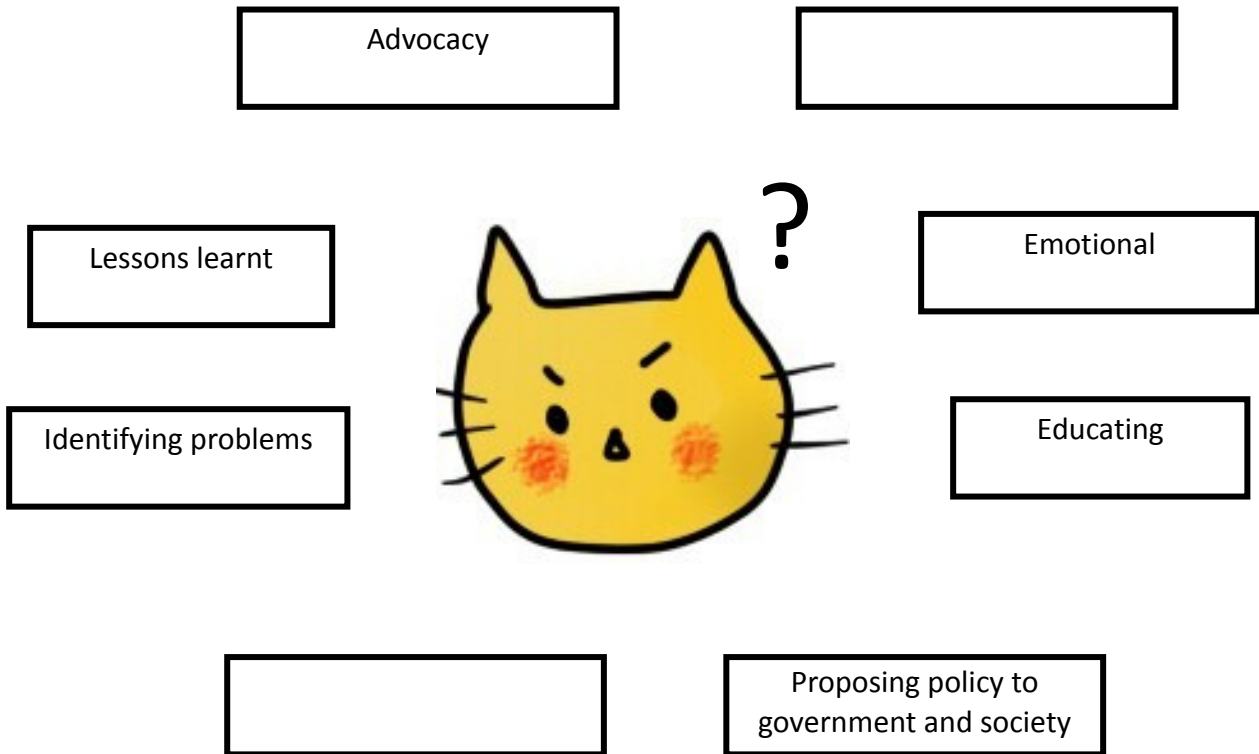 Advocacy
?
Lessons learnt
Emotional
Identifying problems
Educating
Proposing policy to
government and society